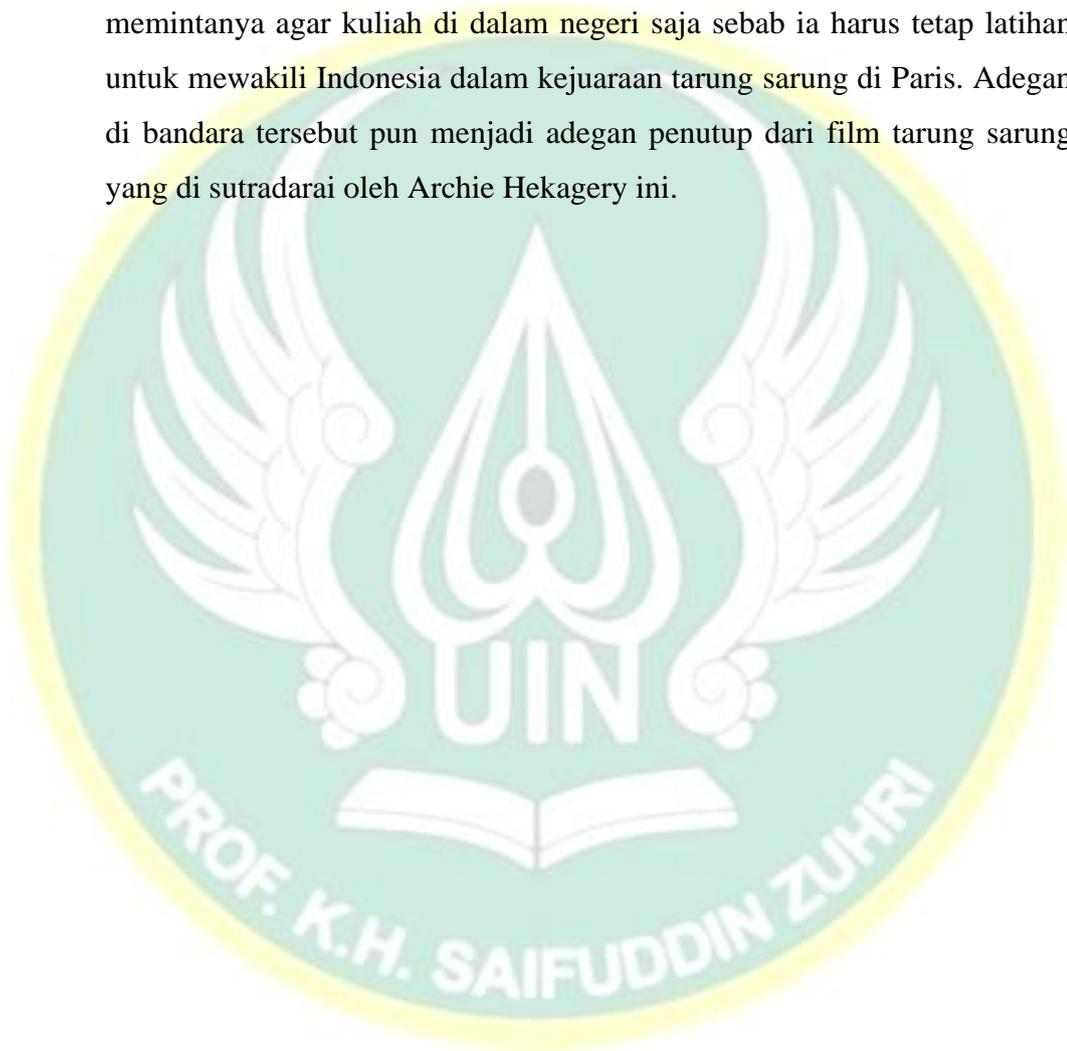 memintanya agar kuliah di dalam negeri saja sebab ia harus tetap latihan
untuk mewakili Indonesia dalam kejuaraan tarung sarung di Paris. Adegan
di bandara tersebut pun menjadi adegan penutup dari film tarung sarung
yang di sutradarai oleh Archie Hekagery ini.
UIN
PROF. K.H. SAIFUDDIN ZUHRI